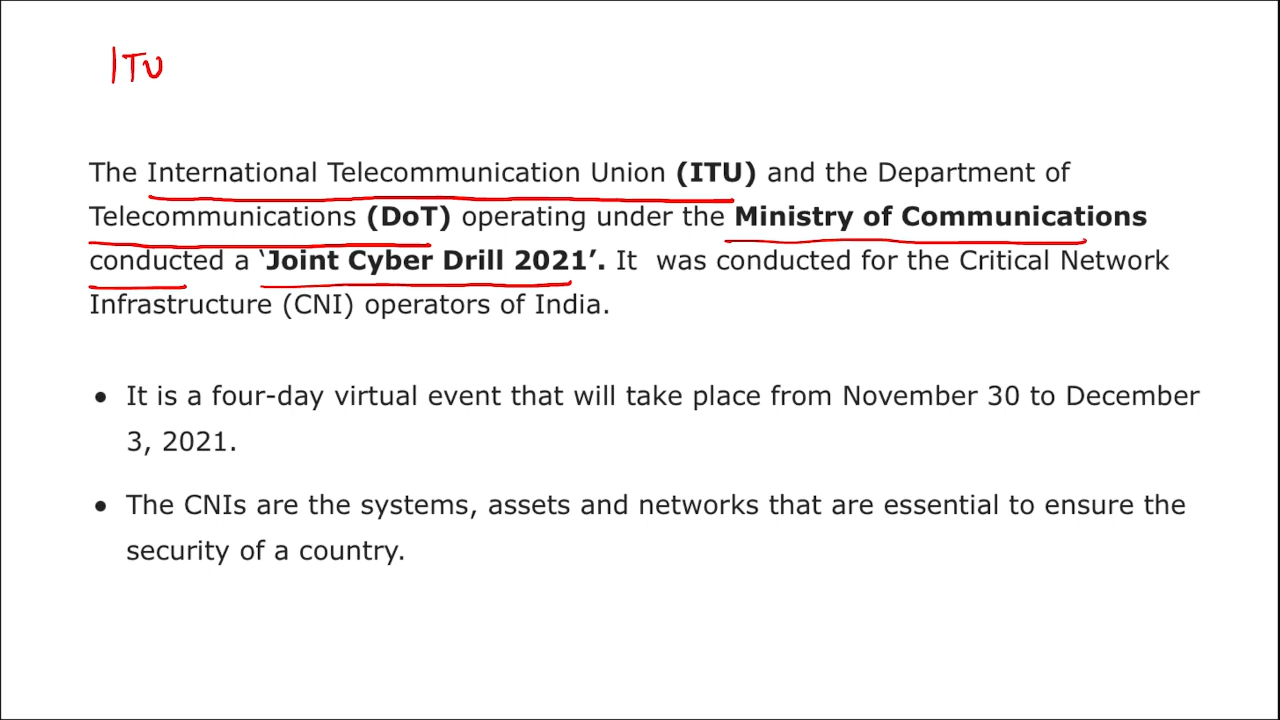 ITU
The International Telecommunication Union (ITU) and the Department of
Telecommunications (DoT) operating under the Ministry of Communications
conducted a ‘Joint Cyber Drill 2021’. It was conducted for the Critical Network
Infrastructure (CNI) operators of India.
• It is a four-day virtual event that will take place from November 30 to December
3, 2021.
• The CNIs are the systems, assets and networks that are essential to ensure the
security of a country.